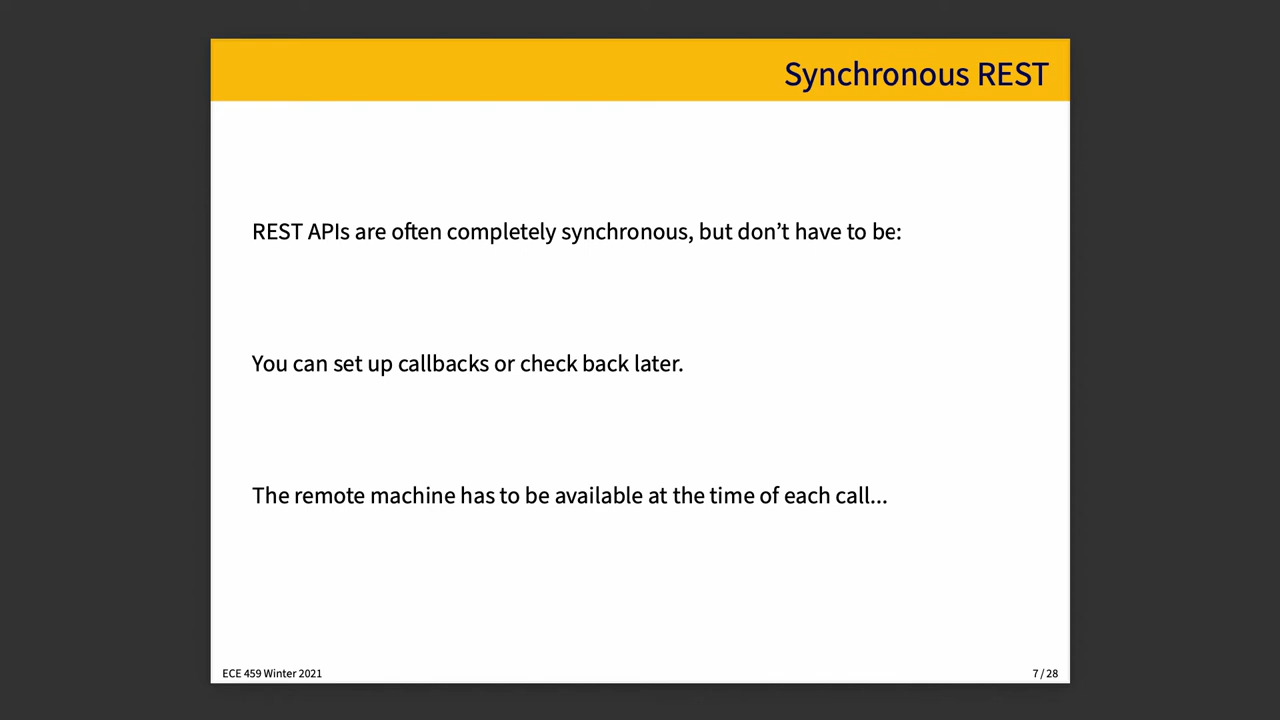 Synchronous REST
REST APIs are often completely synchronous, but don’t have to be:
You can set up callbacks or check back later.
The remote machine has to be available at the time of each call...
ECE 459 Winter 2021
7 / 28